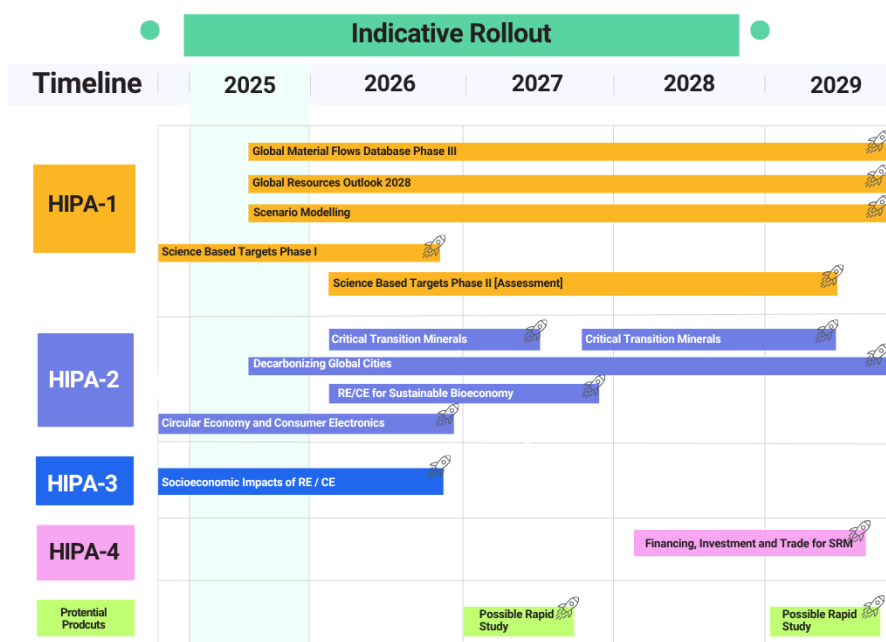 Indicative Rollout
Timeline
2025
2026
2027
2028
2029
HIPA-1
Global Material Flows Database Phase III
Global Resources Outlook 2028
Scenario Modelling
Science Based Targets Phase I
Science Based Targets Phase II [Assessment]
HIPA-2
Critical Transition Minerals
Critical Transition Minerals
Decarbonizing Global Cities
RE/CE for Sustainable Bioeconomy
Circular Economy and Consumer Electronics
HIPA-3
Socioeconomic Impacts of RE / CE
HIPA-4
Financing, Investment and Trade for SRM
Protential
Prodcuts
Possible Rapid
Study
Possible Rapid
Study